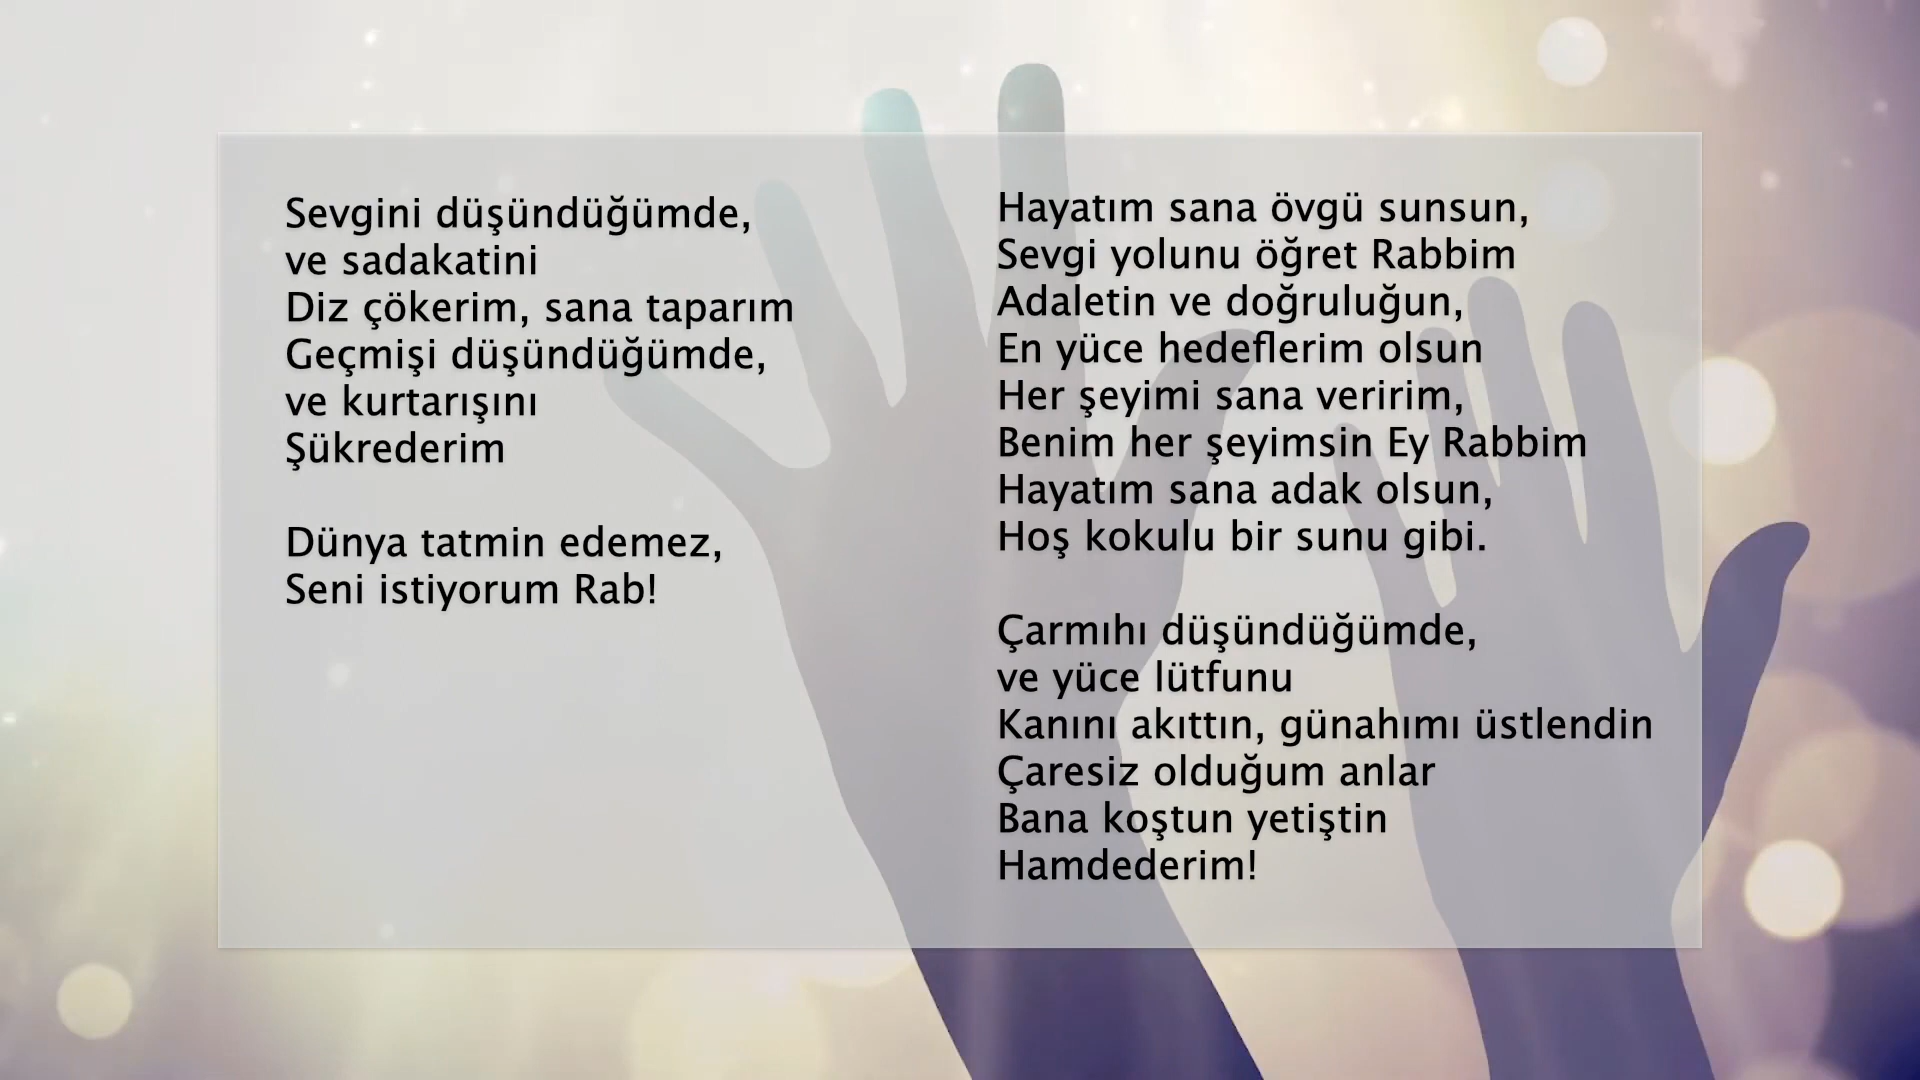 Sevgini düşündüğümde,
ve sadakatini
Diz çökerim, sana taparım
Geçmişi düşündüğümde,
ve kurtarışını
Şükrederim
Dünya tatmin edemez,
Seni istiyorum Rab!
Hayatım sana övgü sunsun,
Sevgi yolunu öğret Rabbim
Adaletin ve doğruluğun,
En yüce hedeflerim olsun
Her şeyimi sana veririm,
Benim her şeyimsin Ey Rabbim
Hayatım sana adak olsun,
Hoş kokulu bir sunu gibi.
Çarmıhı düşündüğümde,
ve yüce lütfunu
Kanını akıttın, günahımı üstlendin
Çaresiz olduğum anlar
Bana koştun yetiştin
Hamdederim!